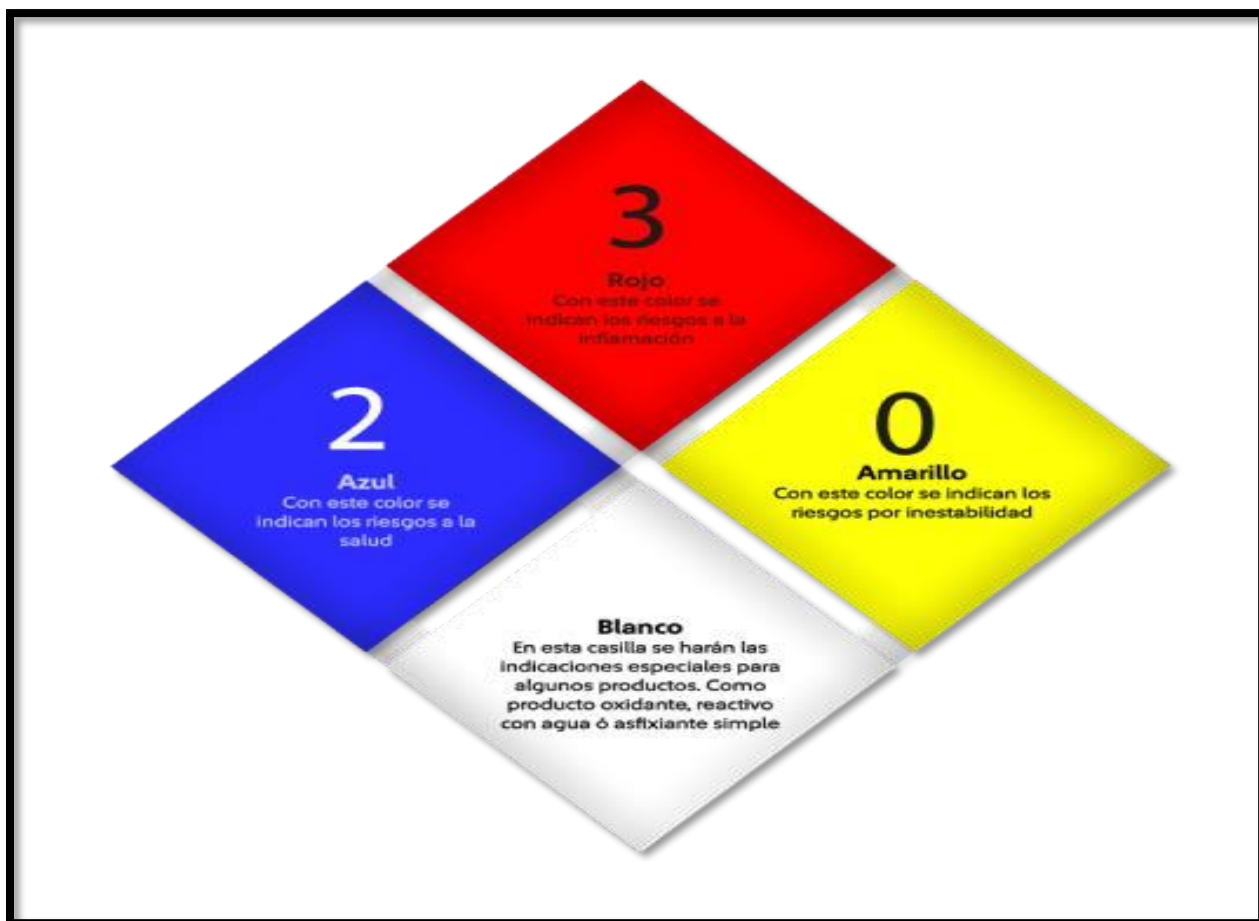 3
Rojo
Con este color se
indican los riesgos a la
inflamación
2
Azul
Con este color se
indican los riesgos a la
salud
0
Amarillo
Con este color se indican los
riesgos por inestabilidad
Blanco
En esta casilla se harán las
indicaciones especiales para
algunos productos. Como
producto oxidante, reactivo
con agua ó asfixiante simple